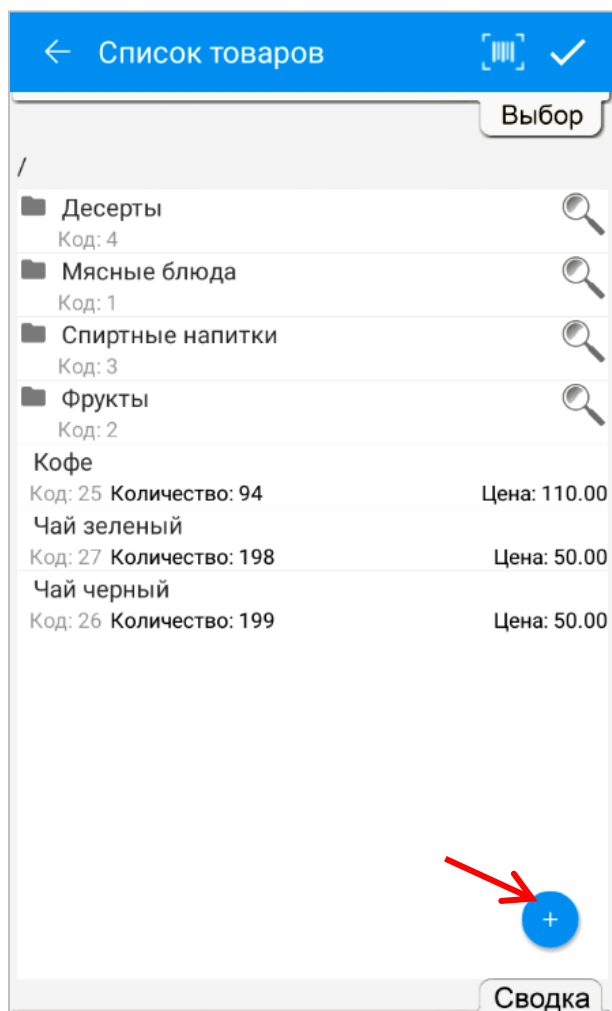 Список товаров
Выбор
/
Десерты
Код: 4
Мясные блюда
Код: 1
Спиртные напитки
Код: 3
Фрукты
Код: 2
Кофе
Код: 25 Количество: 94 Цена: 110.00
Чай зеленый
Код: 27 Количество: 198 Цена: 50.00
Чай черный
Код: 26 Количество: 199 Цена: 50.00
+
Сводка